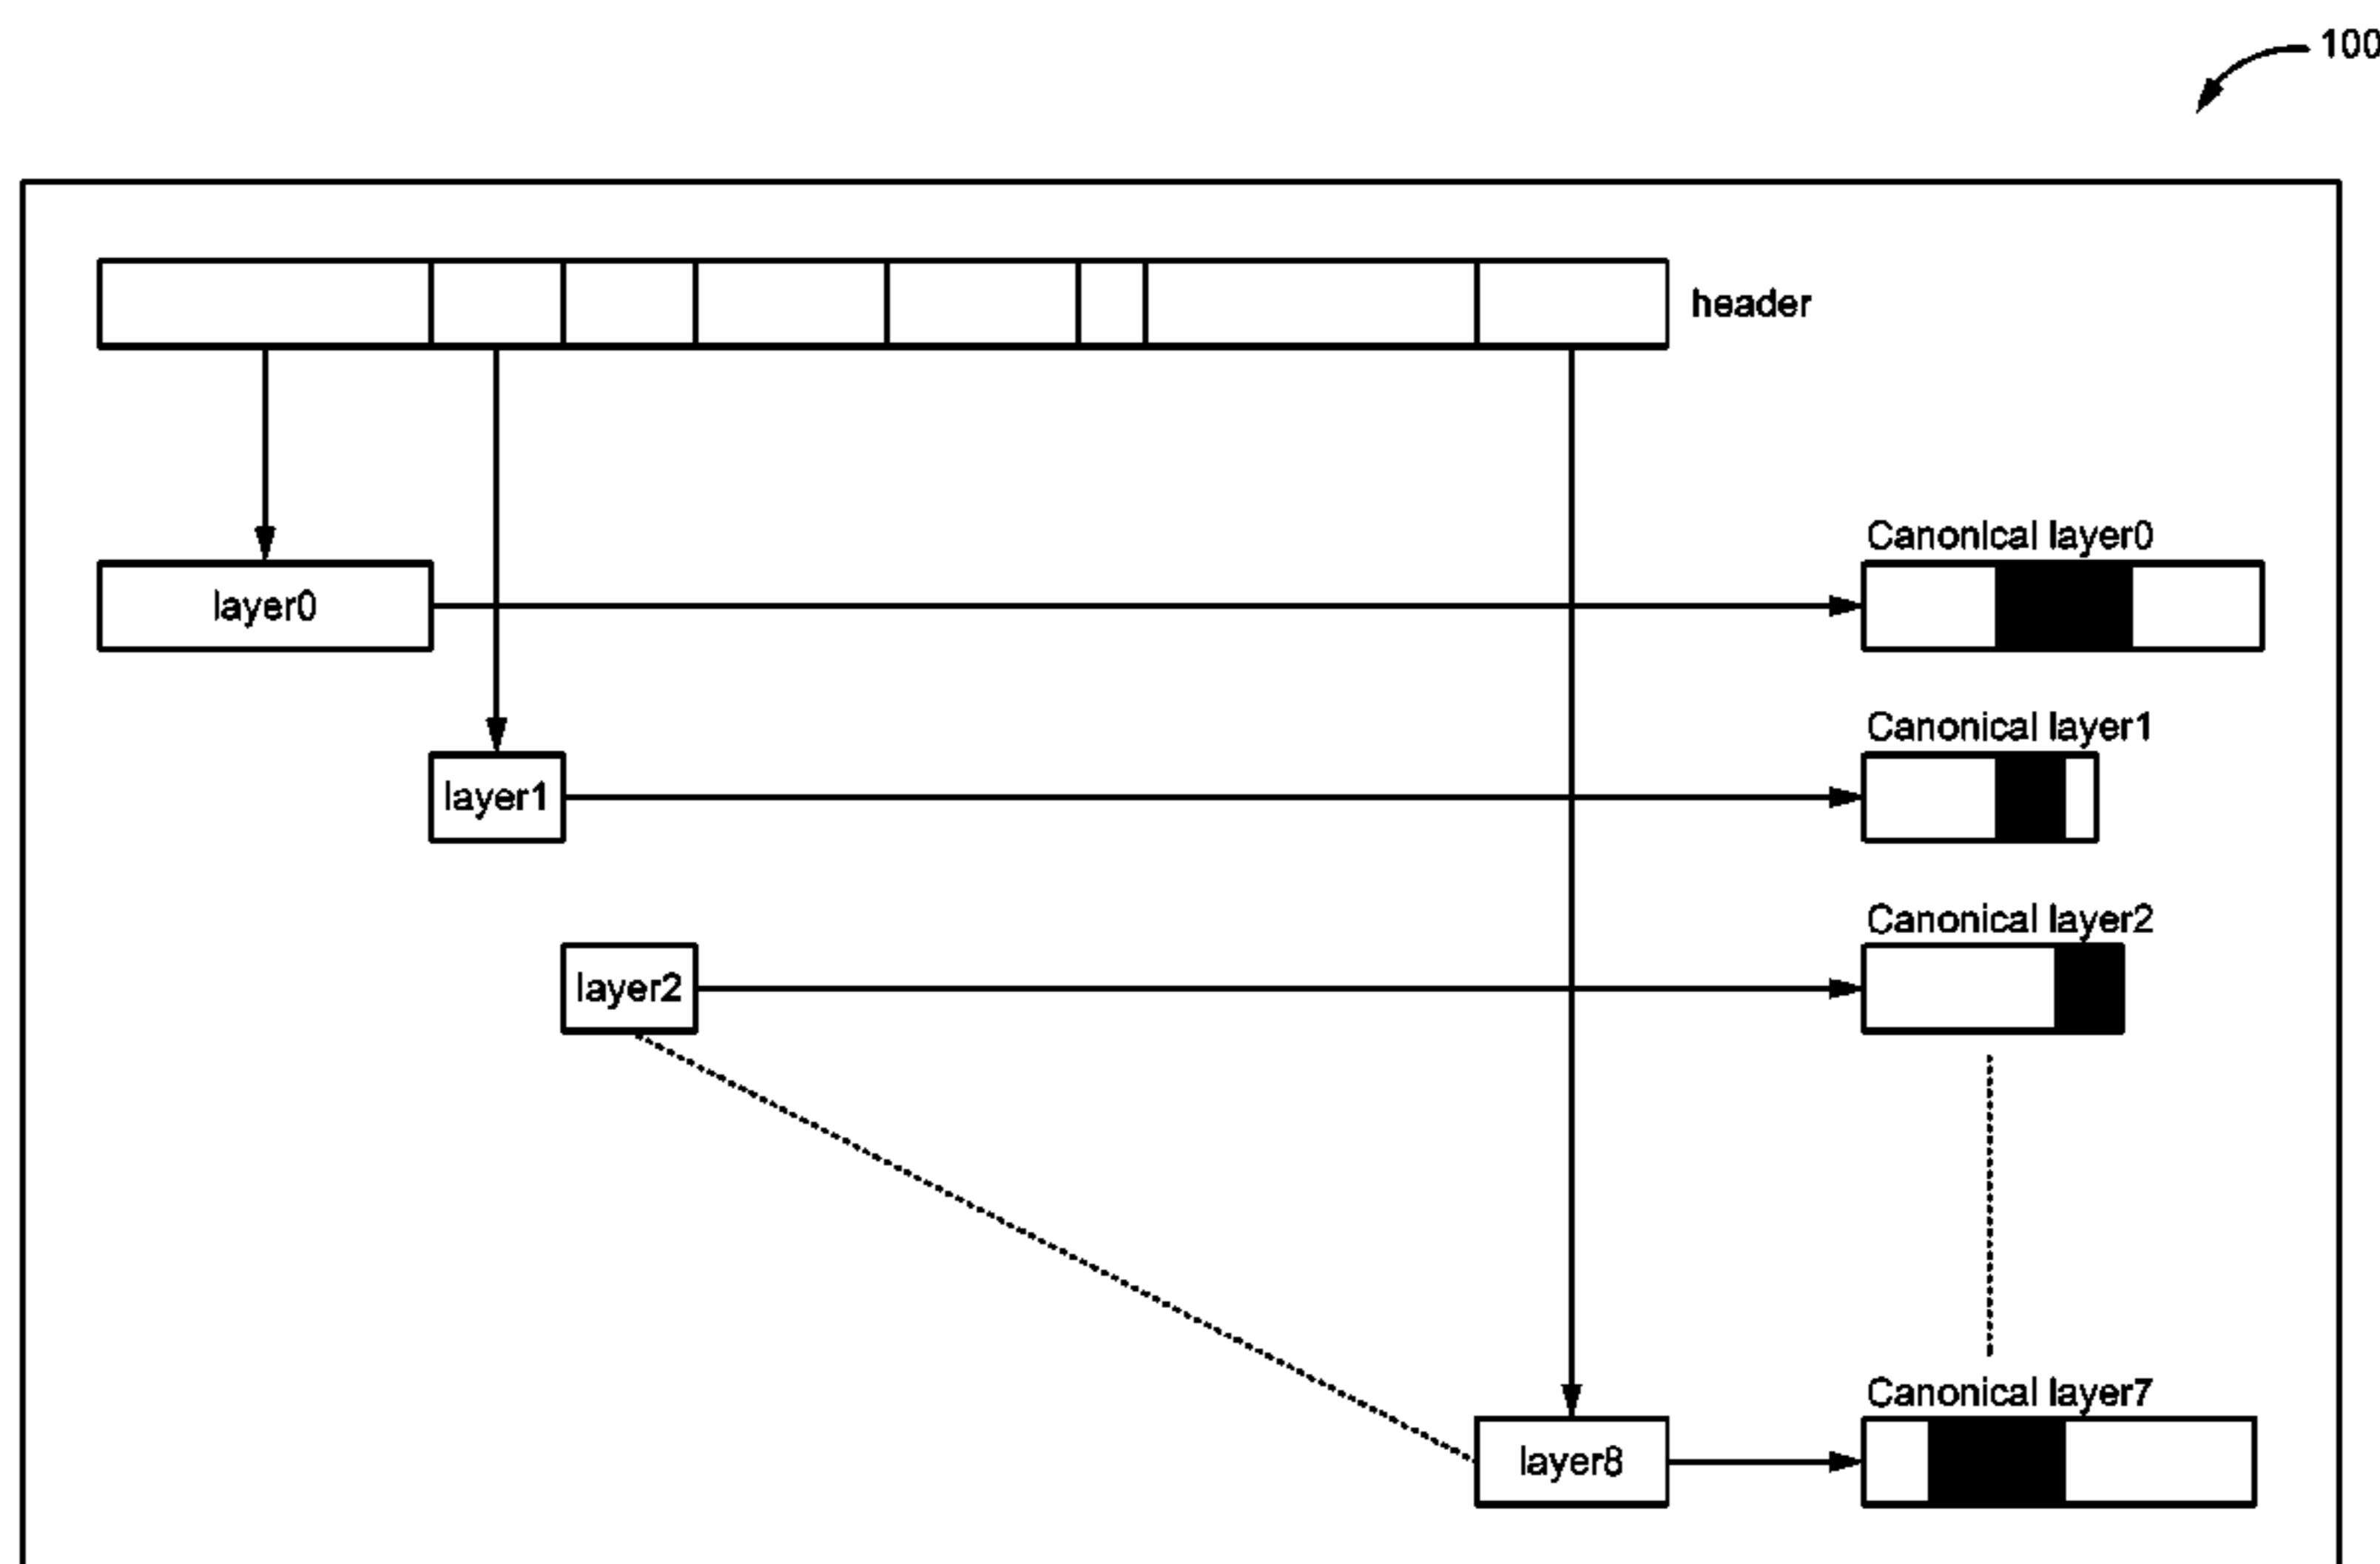 100
header
Canonical layer0
layer0
Canonical layer1
layer1
Canonical layer2
layer2
Canonical layer7
layer8